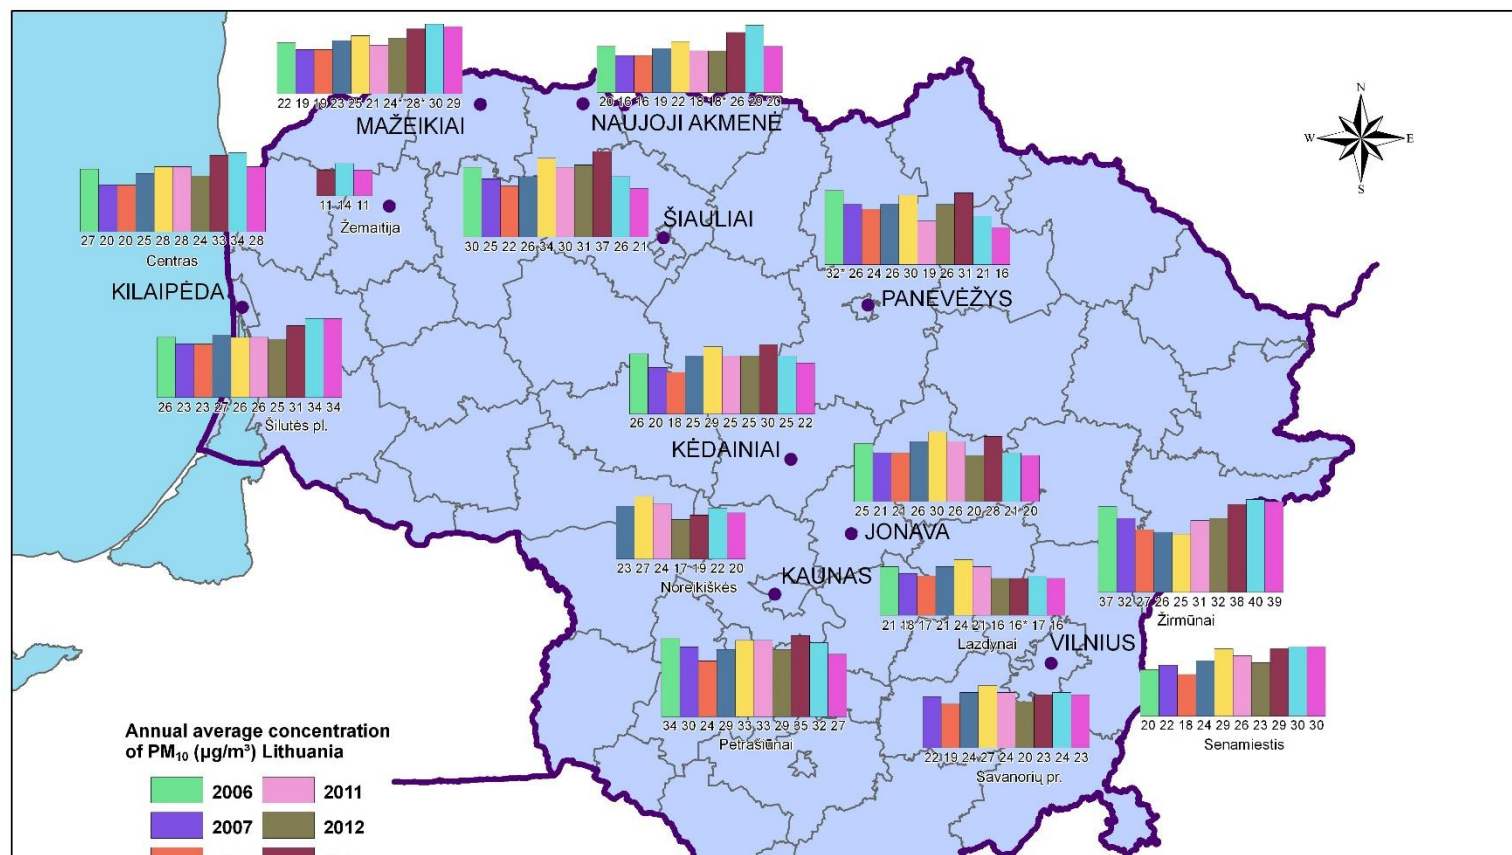 22 19 19 23* 25 21 24* 28* 30 29
MAŽEIKIAI
20 16 16 19 22 18 18* 26 29 20
NAUJOJI AKMENĖ
N
W E
S
27 20 20 25 28 28 24 33 34 28
Centras
11 14 11
Žemaitija
30 25 22 26 34 30 31 37 26 21
ŠIAULIAI
32* 26 24 26 30 19 26 31 21 16
PANEVĖŽYS
KILAIPĖDA
26 23 23 27 26 26 25 31 34 34
Šilutės pl.
26 20 18 25 29 25 25 30 25 22
KĖDAINIAI
25 21 21 26 30 26 20 28 21 20
JONAVA
23 27 24 17 19 22 20
Noreikiškės
KAUNAS
21 18 17 21 24 21 16 16* 17 16
Lazdynai
37 32 27 26 25 31 32 38 40 39
Žirmūnai
VILNIUS
34 30 24 29 33 33 29 35 32 27
Petrašiūnai
22 19 24 27 24 20 23 24 23
Savanorių pr.
20 22 18 24 29 26 23 29 30 30
Senamiestis
Annual average concentration
of PM₁₀ (µg/m³) Lithuania
2006 2011
2007 2012